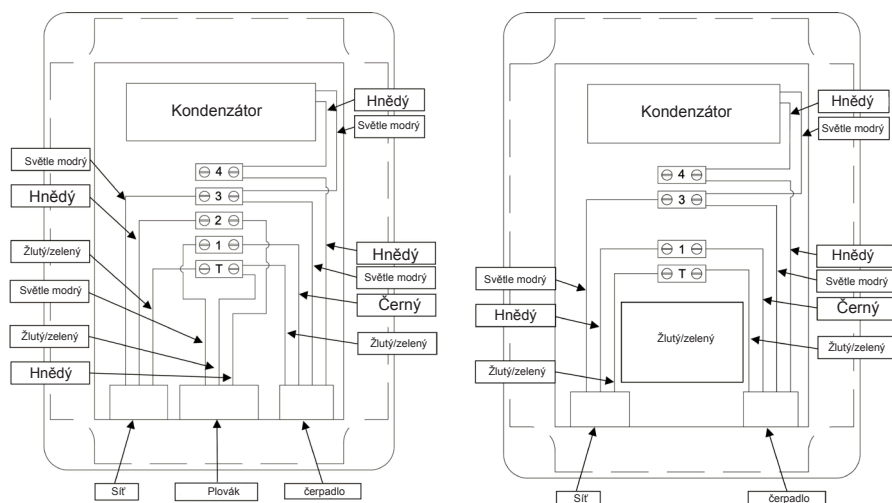 Kondenzátor
Hnědý
Světle modrý
Světle modrý
Hnědý
Žlutý/zelený
Světle modrý
Žlutý/zelený
Hnědý
4
3
2
1
T
Hnědý
Světle modrý
Černý
Žlutý/zelený
Síť
Plovák
čerpadlo
Kondenzátor
Hnědý
Světle modrý
4
3
1
T
Světle modrý
Hnědý
Žlutý/zelený
Žlutý/zelený
Hnědý
Světle modrý
Černý
Žlutý/zelený
Síť
čerpadlo